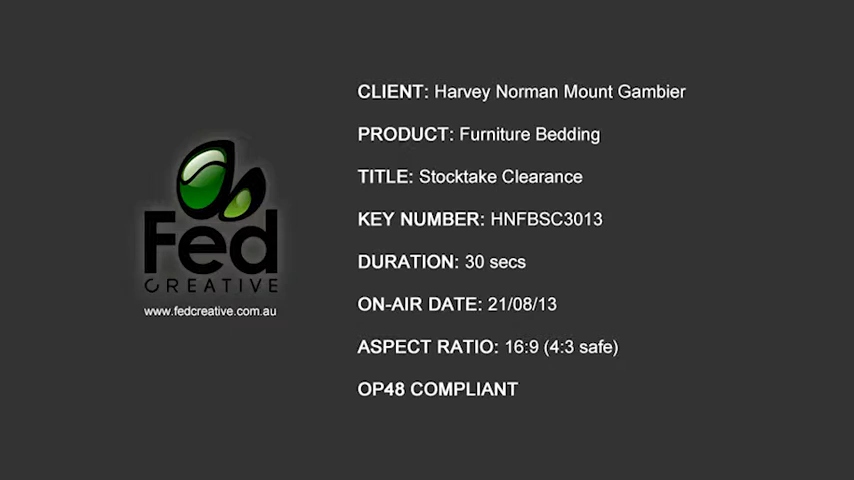 Fed
CREATIVE
www.fedcreative.com.au
CLIENT: Harvey Norman Mount Gambier
PRODUCT: Furniture Bedding
TITLE: Stocktake Clearance
KEY NUMBER: HNFBSC3013
DURATION: 30 secs
ON-AIR DATE: 21/08/13
ASPECT RATIO: 16:9 (4:3 safe)
OP48 COMPLIANT